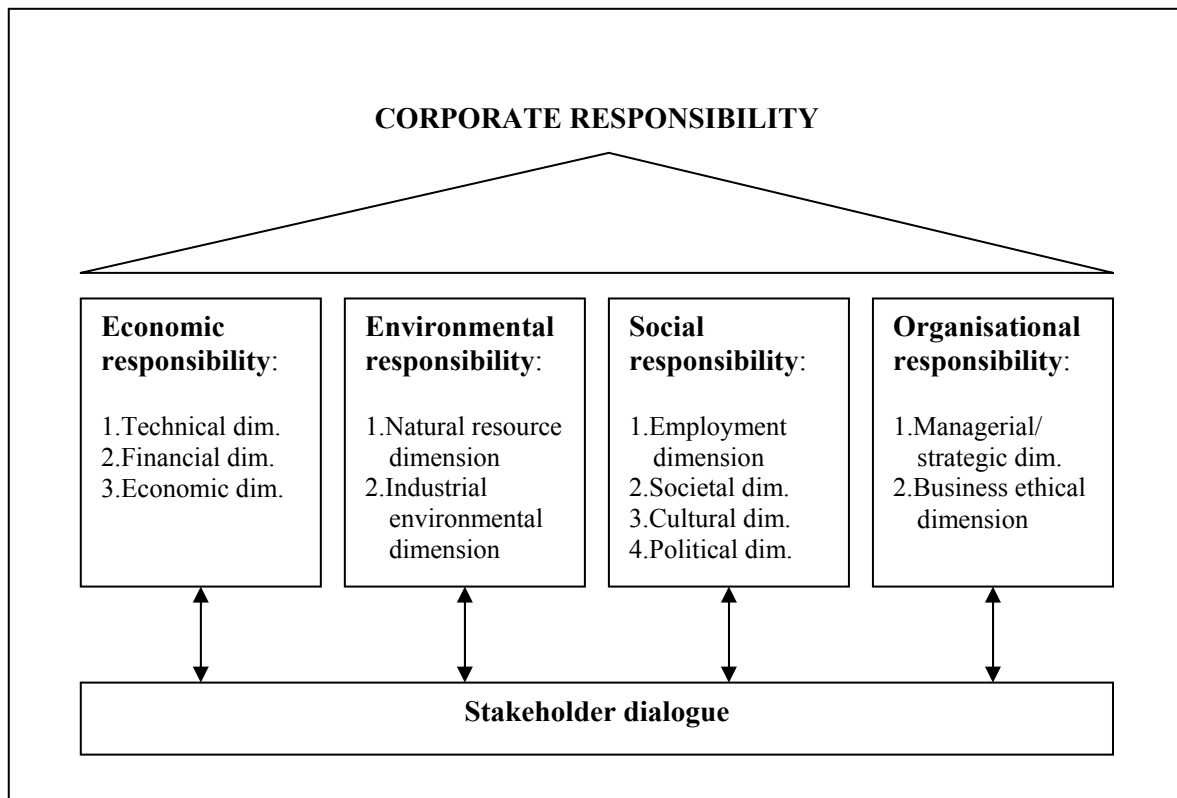 CORPORATE RESPONSIBILITY
Economic
responsibility:
1.Technical dim.
2.Financial dim.
3.Economic dim.
Environmental
responsibility:
1.Natural resource
dimension
2.Industrial
environmental
dimension
Social
responsibility:
1.Employment
dimension
2.Societal dim.
3.Cultural dim.
4.Political dim.
Organisational
responsibility:
1.Managerial/
strategic dim.
2.Business ethical
dimension
Stakeholder dialogue